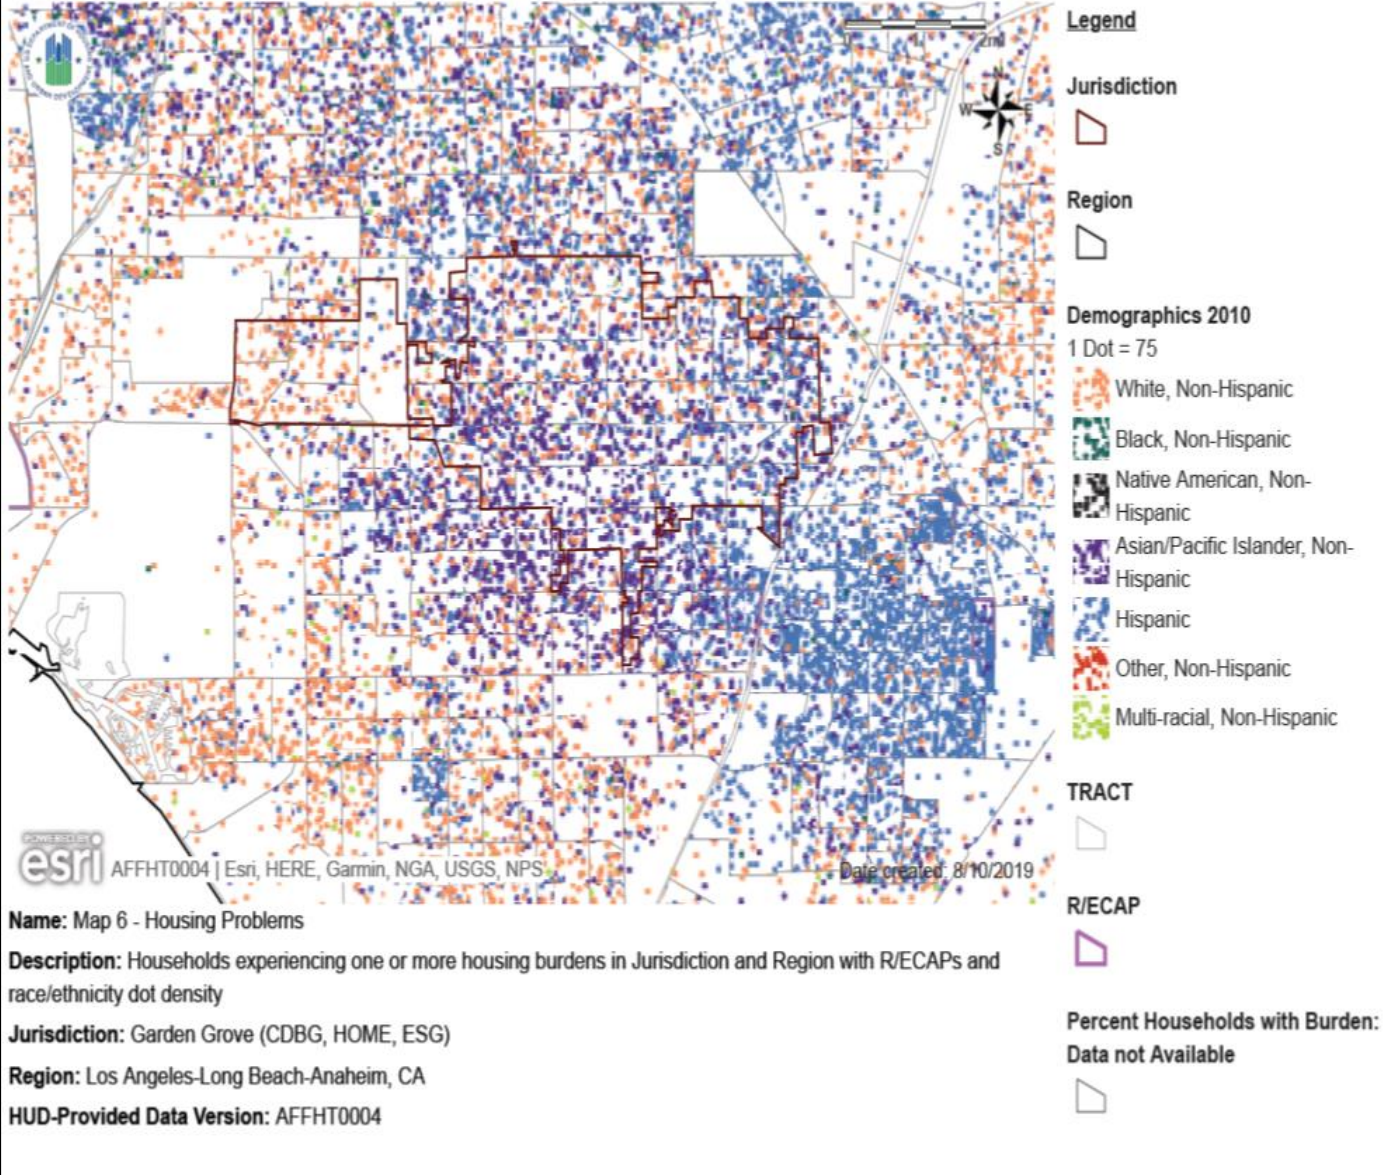 Legend
2mi
N
W
E
S
Jurisdiction
Region
Demographics 2010
1 Dot = 75
White, Non-Hispanic
Black, Non-Hispanic
Native American, Non-
Hispanic
Asian/Pacific Islander, Non-
Hispanic
Hispanic
Other, Non-Hispanic
Multi-racial, Non-Hispanic
TRACT
R/ECAP
Percent Households with Burden:
Data not Available
POWERED BY
esri
AFFHT0004 | Esri, HERE, Garmin, NGA, USGS, NPS
Date created: 8/10/2019
Name: Map 6 - Housing Problems
Description: Households experiencing one or more housing burdens in Jurisdiction and Region with R/ECAPs and
race/ethnicity dot density
Jurisdiction: Garden Grove (CDBG, HOME, ESG)
Region: Los Angeles-Long Beach-Anaheim, CA
HUD-Provided Data Version: AFFHT0004